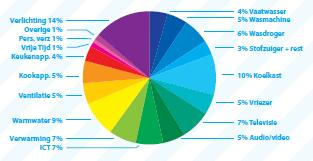 Verlichting 14%
Overige 1%
Pers. verz 1%
Vrije Tijd 1%
Keukenapp. 4%
Kookapp. 5%
Ventilatie 5%
Warmwater 9%
Verwarming 7%
ICT 7%
4% Vaatwasser
5% Wasmachine
6% Wasdroger
3% Stofzuiger + rest
10% Koelkast
5% Vriezer
7% Televisie
5% Audio/video